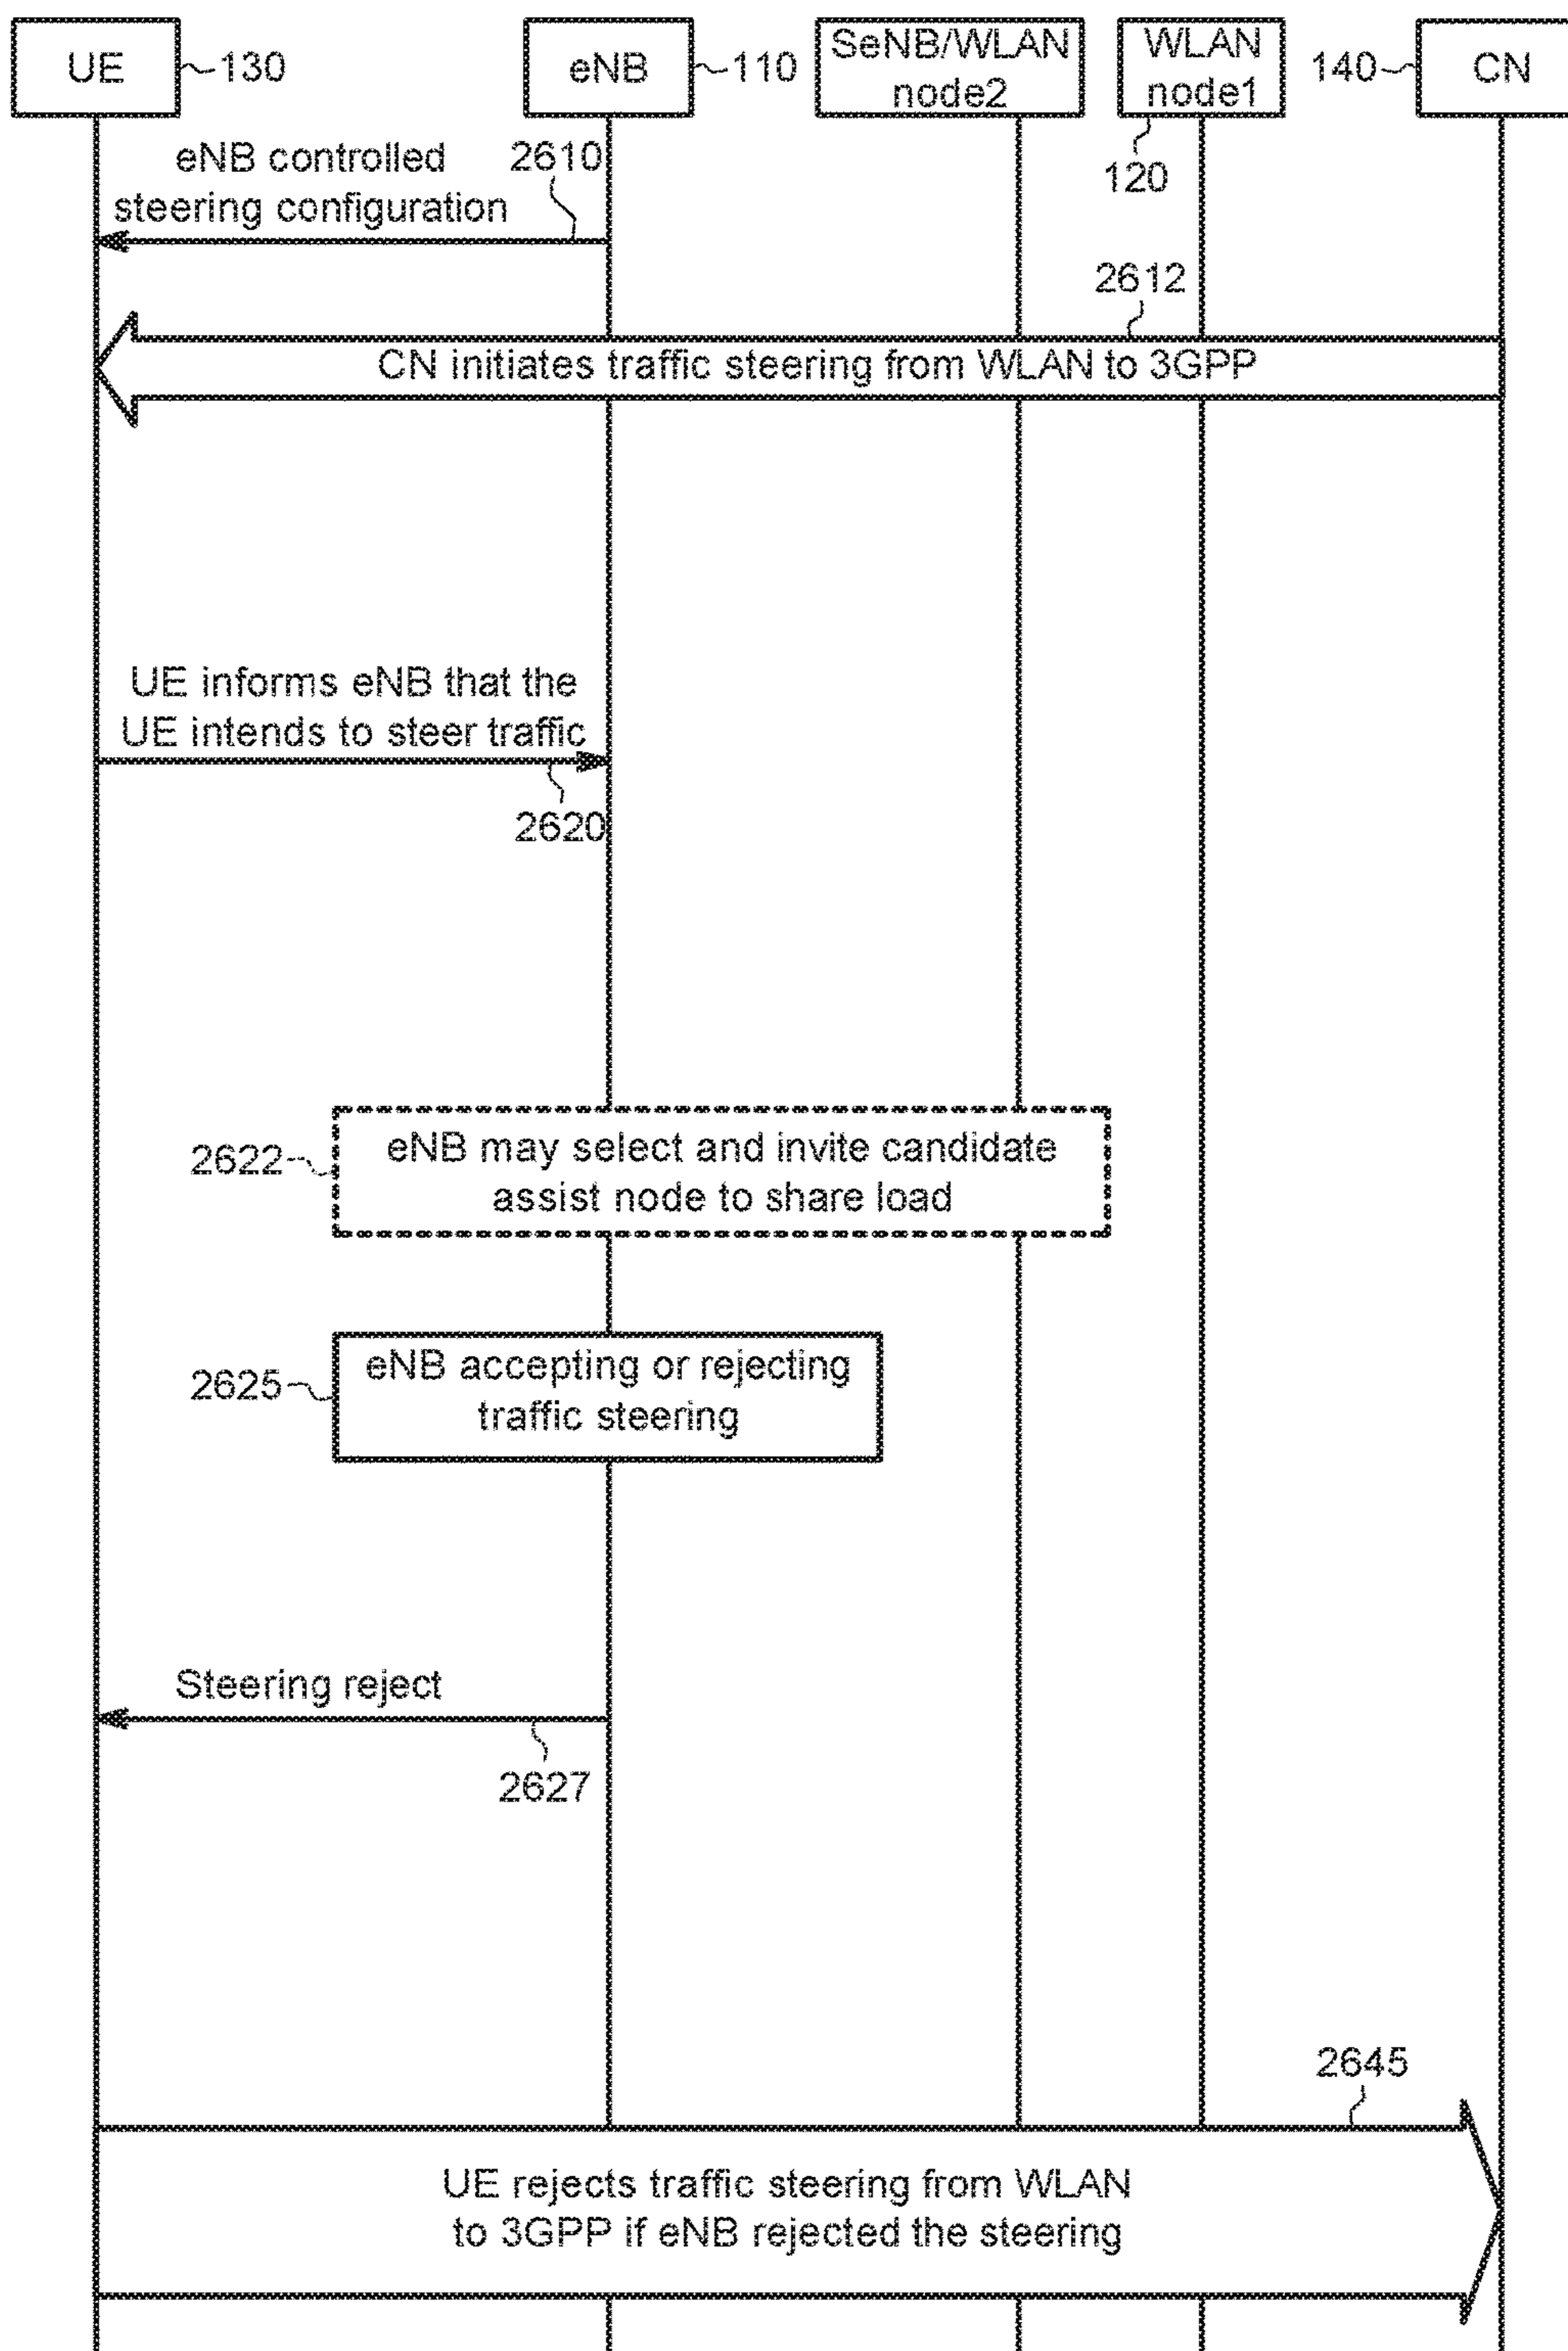 UE
130
eNB
110
SeNB/WLAN
node2
WLAN
node1
120
140
CN
eNB controlled
steering configuration
2610
2612
CN initiates traffic steering from WLAN to 3GPP
UE informs eNB that the
UE intends to steer traffic
2620
2622
eNB may select and invite candidate
assist node to share load
2625
eNB accepting or rejecting
traffic steering
Steering reject
2627
2645
UE rejects traffic steering from WLAN
to 3GPP if eNB rejected the steering